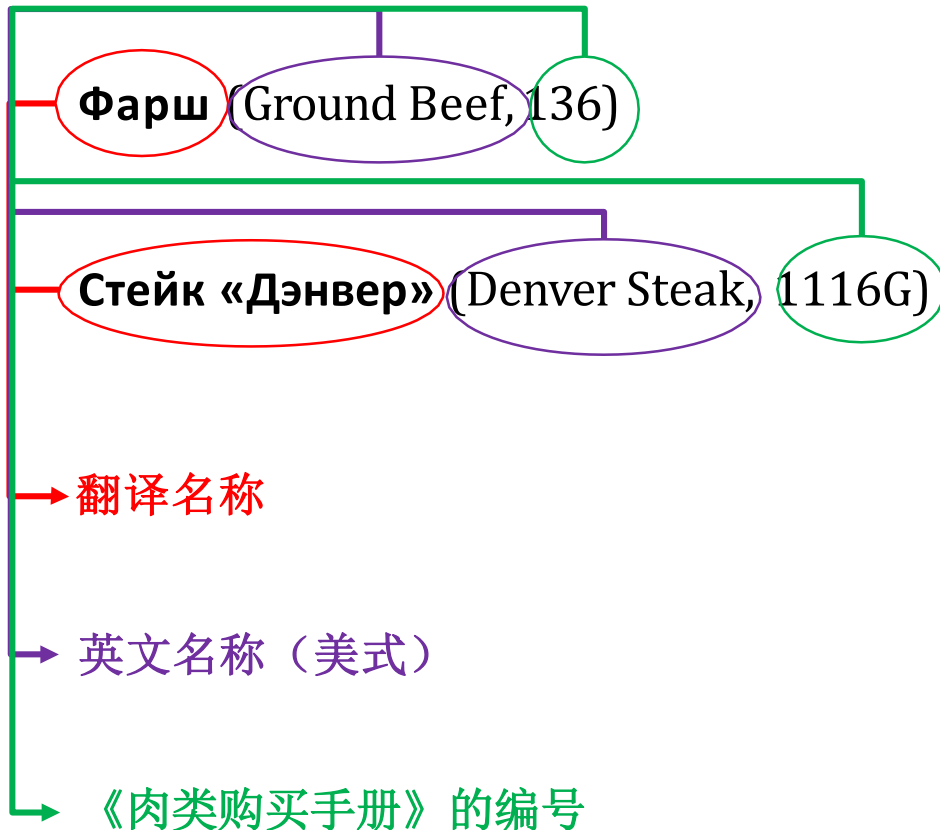 Фарш (Ground Beef, 136)
Стейк «Дэнвер» (Denver Steak, 1116G)
翻译名称
英文名称（美式）
《肉类购买手册》的编号